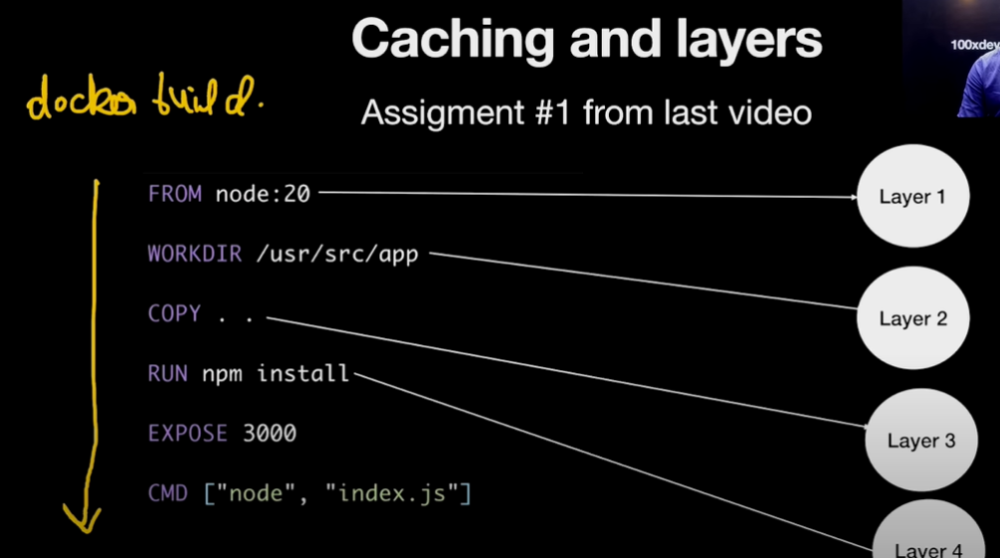 Caching and layers
100xdev
docker build.
Assigment #1 from last video
FROM node:20
Layer 1
WORKDIR /usr/src/app
Layer 2
COPY . .
RUN npm install
Layer 3
EXPOSE 3000
CMD ["node", "index.js"]
Layer 4